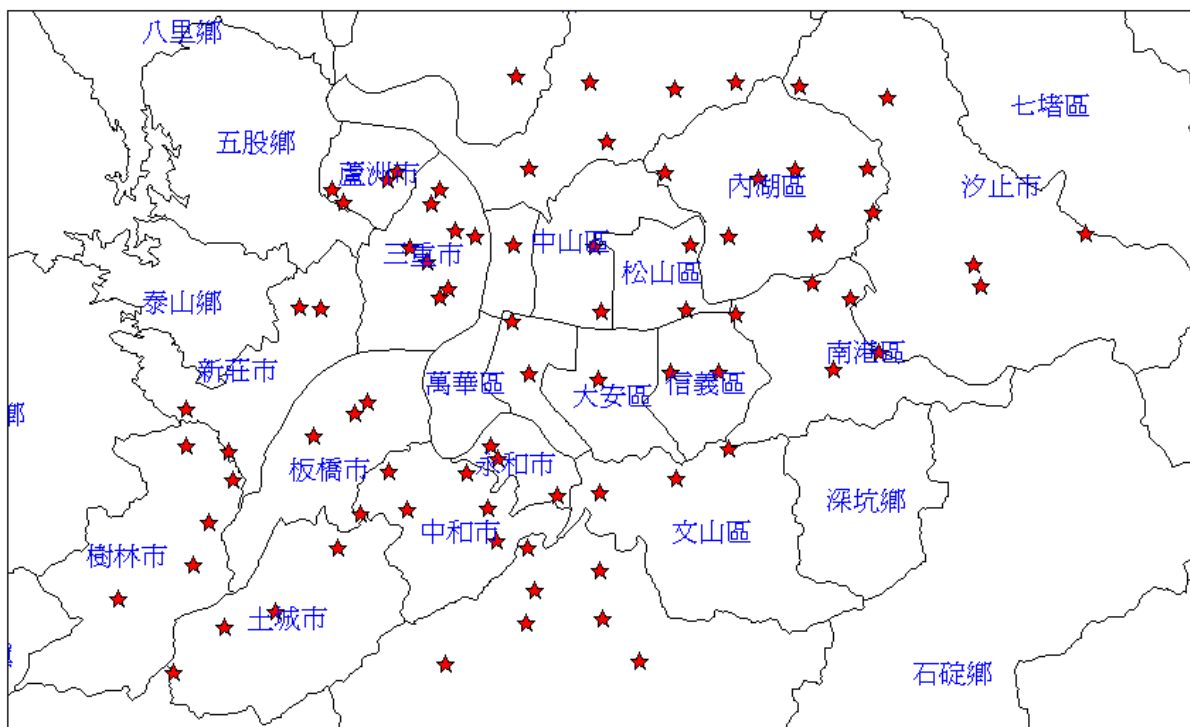 八里鄉
七堵區
五股鄉
蘆洲市
內湖區
汐止市
中山區
三重市
松山區
泰山鄉
南港區
新莊市
萬華區
大安區
信義區
鄉
板橋市
永和市
深坑鄉
中和市
文山區
樹林市
土城市
石碇鄉